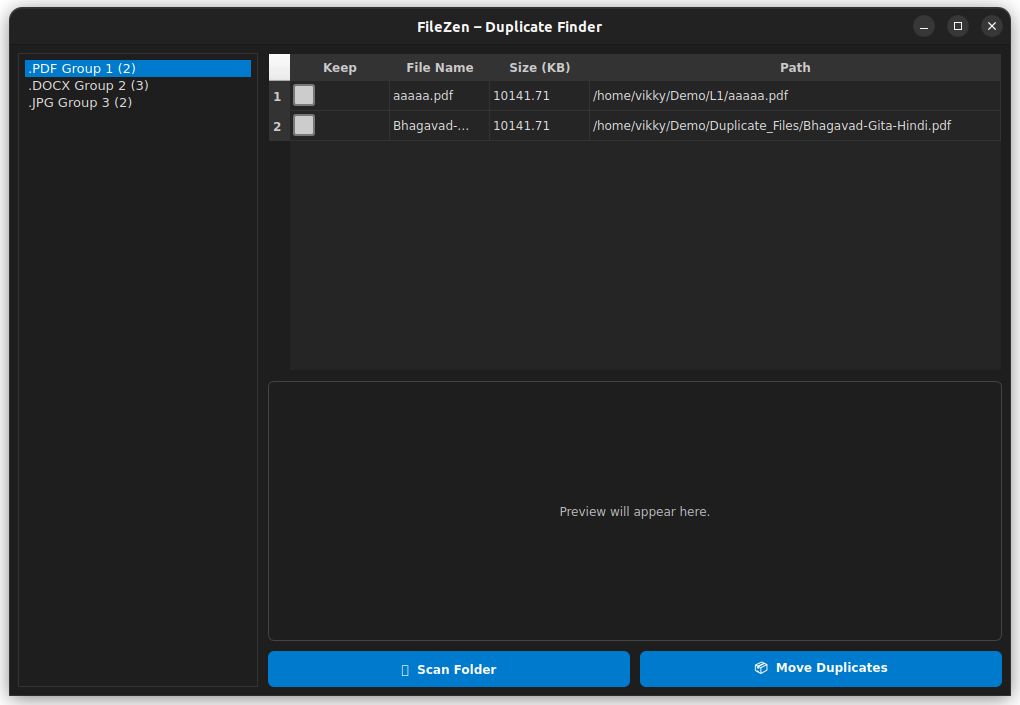 FileZen – Duplicate Finder
.PDF Group 1 (2)
.DOCX Group 2 (3)
.JPG Group 3 (2)
Keep File Name Size (KB) Path
1 aaaaa.pdf 10141.71 /home/vikky/Demo/L1/aaaaa.pdf
2 Bhagavad-... 10141.71 /home/vikky/Demo/Duplicate_Files/Bhagavad-Gita-Hindi.pdf
Preview will appear here.
Scan Folder
📦 Move Duplicates